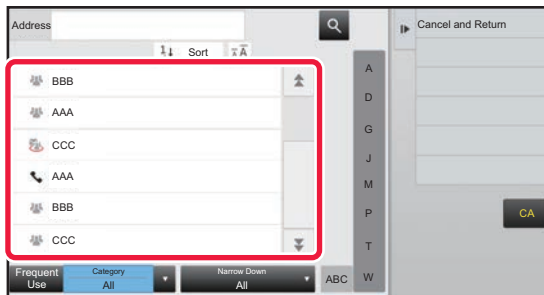 Address
Cancel and Return
Sort
A
BBB
AAA
CCC
AAA
BBB
CCC
A
D
G
J
M
P
T
W
CA
Frequent
Use
Category
All
Narrow Down
All
ABC